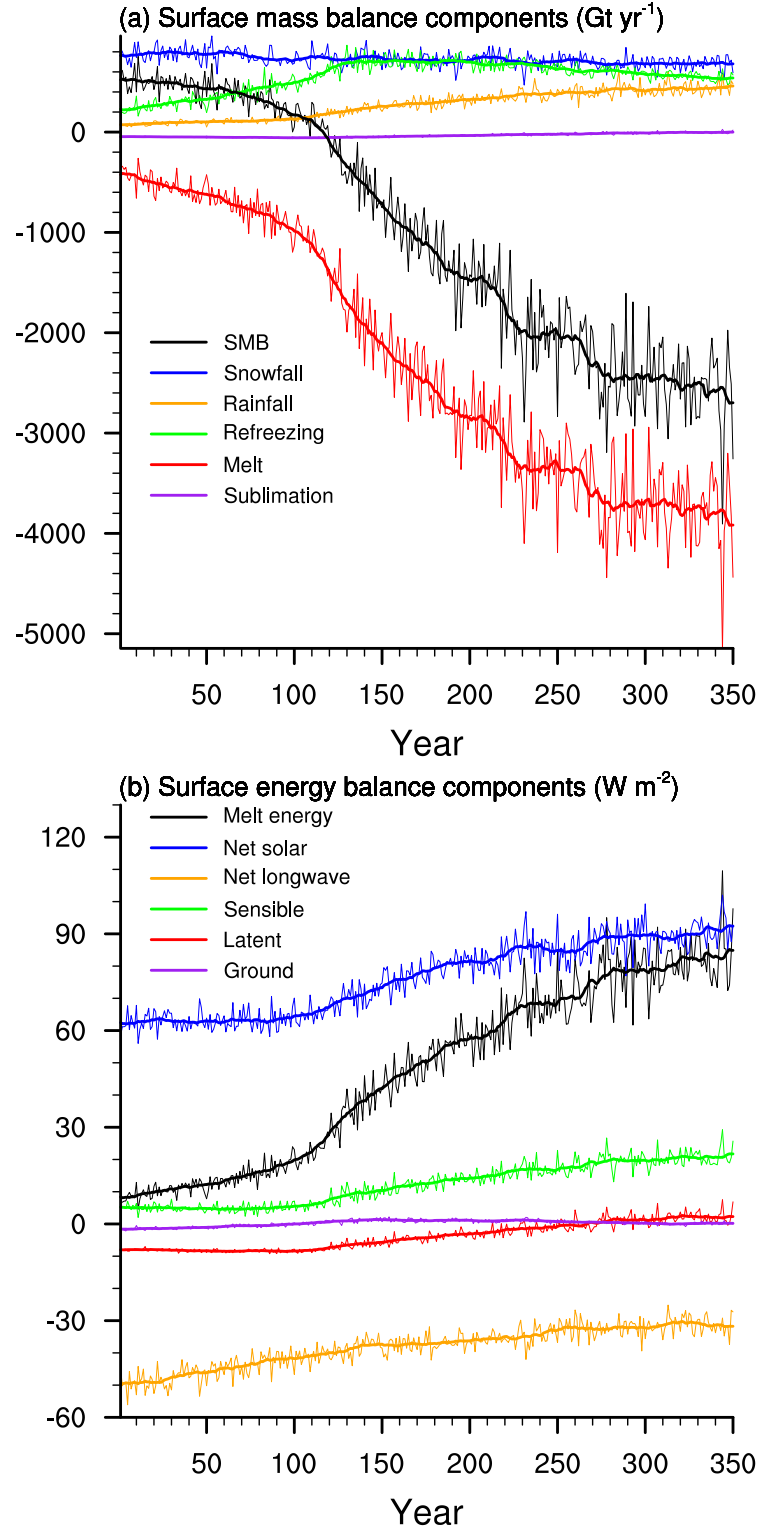 (a) Surface mass balance components (Gt yr⁻¹)
0
-1000
-2000
-3000
-4000
-5000
SMB
Snowfall
Rainfall
Refreezing
Melt
Sublimation
50 100 150 200 250 300 350
Year
(b) Surface energy balance components (W m⁻²)
120
90
60
30
0
-30
-60
Melt energy
Net solar
Net longwave
Sensible
Latent
Ground
50 100 150 200 250 300 350
Year